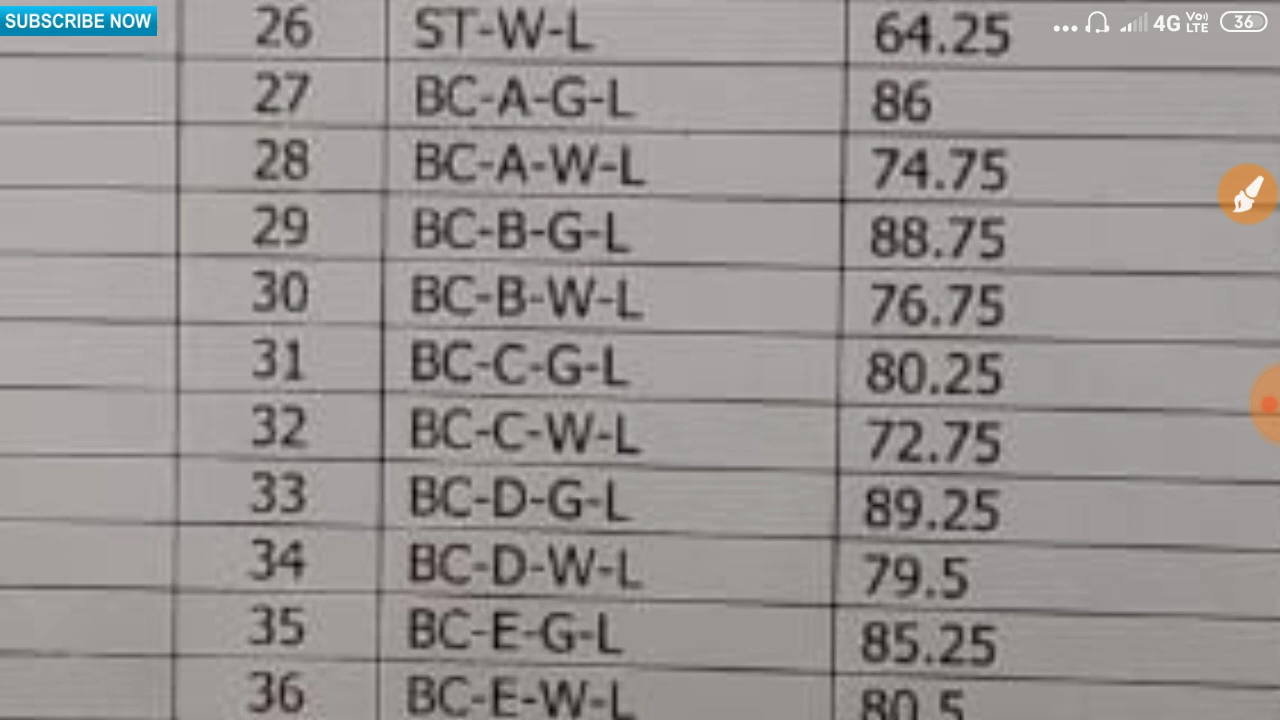 SUBSCRIBE NOW
4G Vo) LTE 36
26 ST-W-L 64.25
27 BC-A-G-L 86
28 BC-A-W-L 74.75
29 BC-B-G-L 88.75
30 BC-B-W-L 76.75
31 BC-C-G-L 80.25
32 BC-C-W-L 72.75
33 BC-D-G-L 89.25
34 BC-D-W-L 79.5
35 BC-E-G-L 85.25
36 BC-E-W-L 80.5